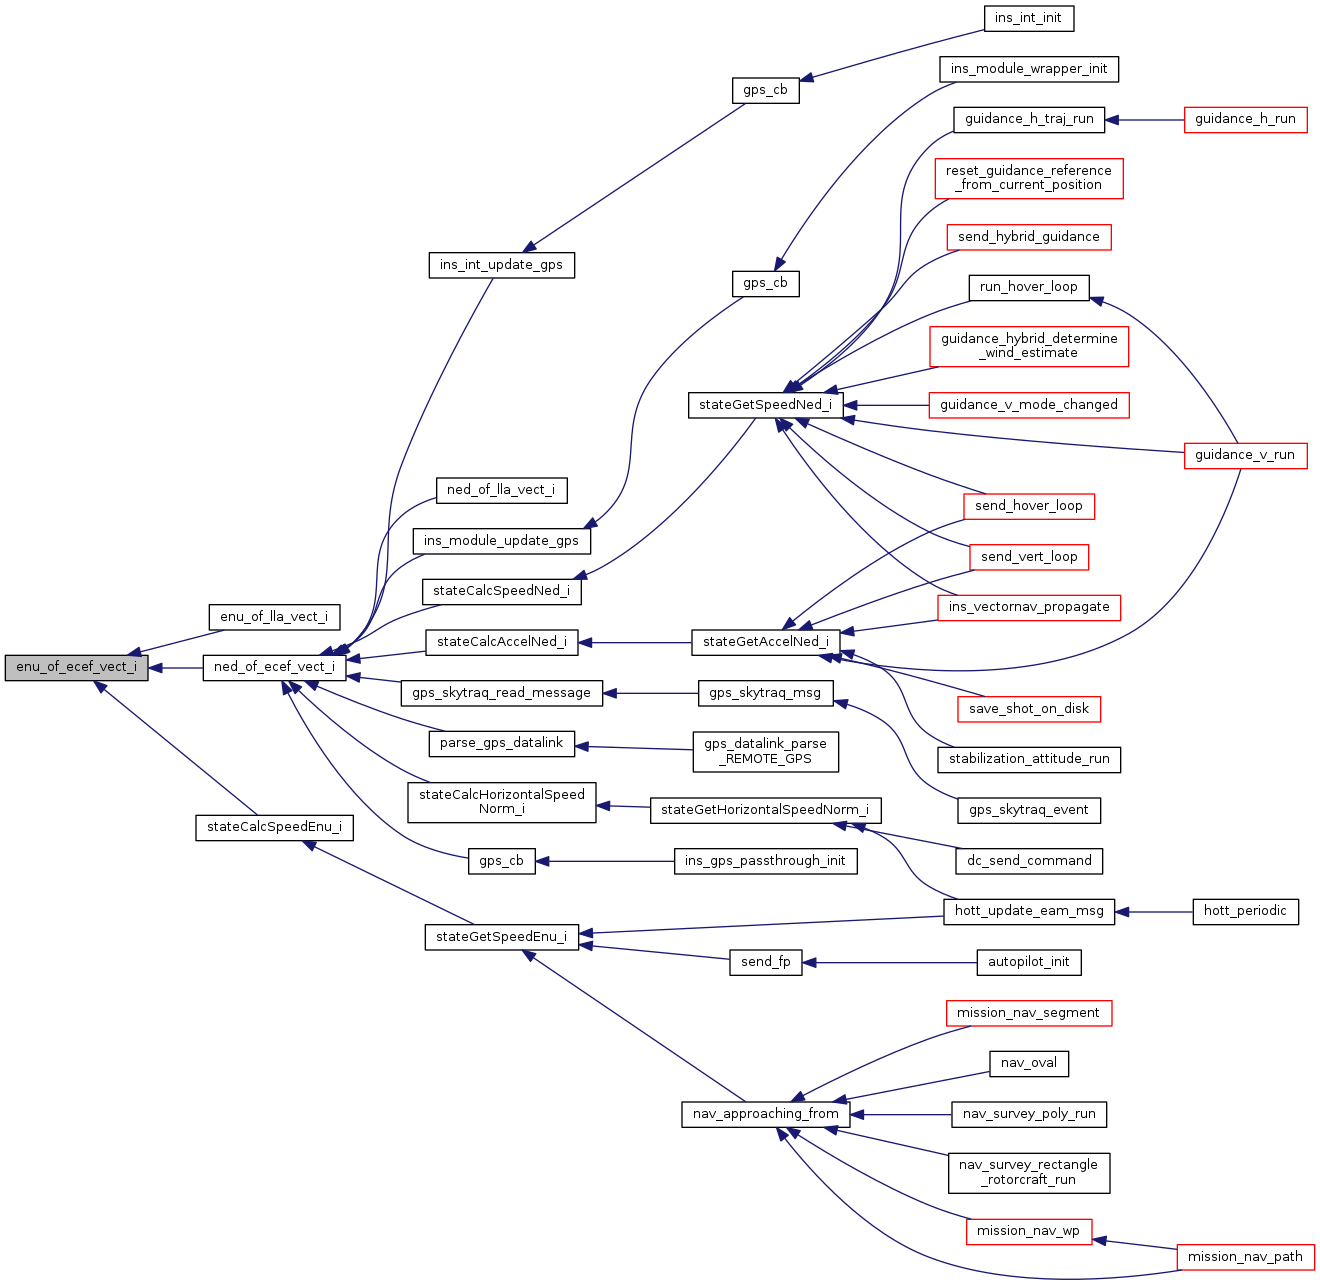 ins_int_init
ins_module_wrapper_init
gps_cb
guidance_h_traj_run
guidance_h_run
reset_guidance_reference
_from_current_position
send_hybrid_guidance
ins_int_update_gps
gps_cb
run_hover_loop
guidance_hybrid_determine
_wind_estimate
stateGetSpeedNed_i
guidance_v_mode_changed
guidance_v_run
ned_of_lla_vect_i
send_hover_loop
ins_module_update_gps
send_vert_loop
stateCalcSpeedNed_i
ins_vectornav_propagate
enu_of_lla_vect_i
stateCalcAccelNed_i
stateGetAccelNed_i
enu_of_ecef_vect_i
ned_of_ecef_vect_i
gps_skytraq_read_message
gps_skytraq_msg
save_shot_on_disk
parse_gps_datalink
gps_datalink_parse
_REMOTE_GPS
stabilization_attitude_run
stateCalcHorizontalSpeed
Norm_i
stateGetHorizontalSpeedNorm_i
gps_skytraq_event
stateCalcSpeedEnu_i
gps_cb
ins_gps_passthrough_init
dc_send_command
hott_update_eam_msg
hott_periodic
stateGetSpeedEnu_i
send_fp
autopilot_init
mission_nav_segment
nav_oval
nav_approaching_from
nav_survey_poly_run
nav_survey_rectangle
_rotorcraft_run
mission_nav_wp
mission_nav_path